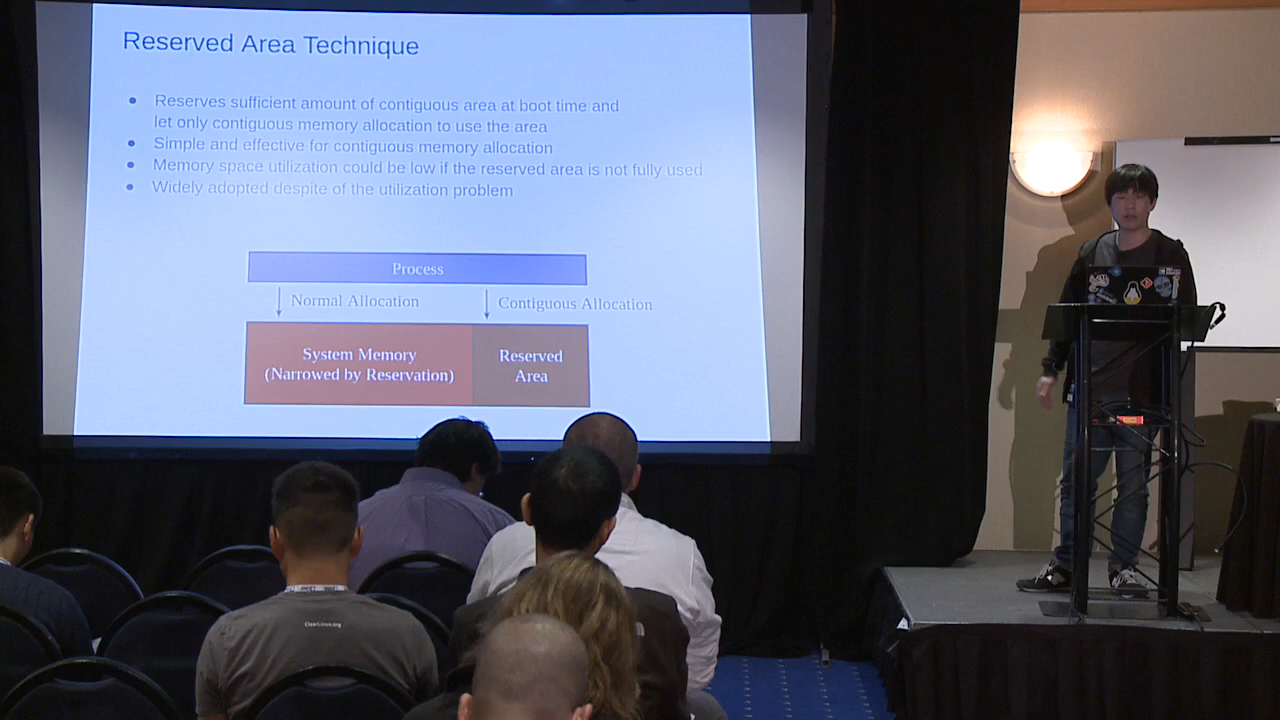 Reserved Area Technique
● Reserves sufficient amount of contiguous area at boot time and
let only contiguous memory allocation to use the area
● Simple and effective for contiguous memory allocation
● Memory space utilization could be low if the reserved area is not fully used
● Widely adopted despite of the utilization problem
Process
Normal Allocation
Contiguous Allocation
System Memory
(Narrowed by Reservation)
Reserved
Area
ClearLinux.org